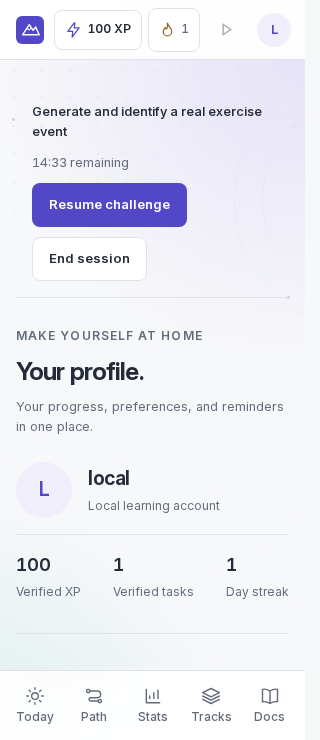 100 XP
1
L
Generate and identify a real exercise
event
14:33 remaining
Resume challenge
End session
MAKE YOURSELF AT HOME
Your profile.
Your progress, preferences, and reminders
in one place.
L
local
Local learning account
100
1
1
Verified XP
Verified tasks
Day streak
Today
Path
Stats
Tracks
Docs